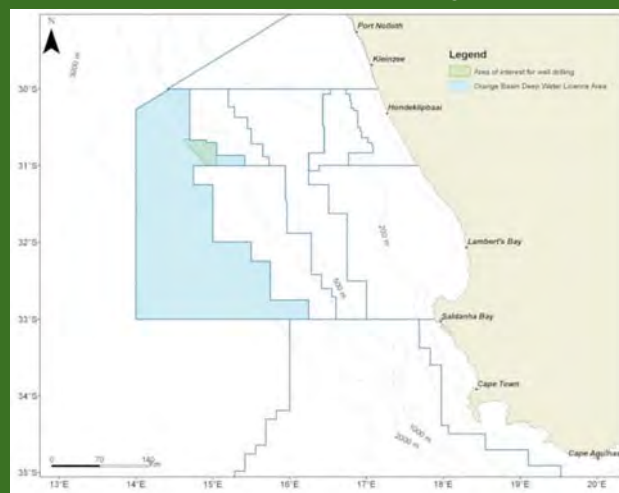 N
3000 m
Port Nolloth
Kleinzee
Legend
Area of interest for well drilling
Orange Basin Deep Water Licence Area
30°S
Hondeklipbaai
31°S
200 m
Lambert's Bay
32°S
500 m
33°S
Saldanha Bay
34°S
Cape Town
1000 m
2000 m
0 70 140
Cape Agulhas
35°S
13°E 14°E 15°E 16°E 17°E 18°E 19°E 20°E